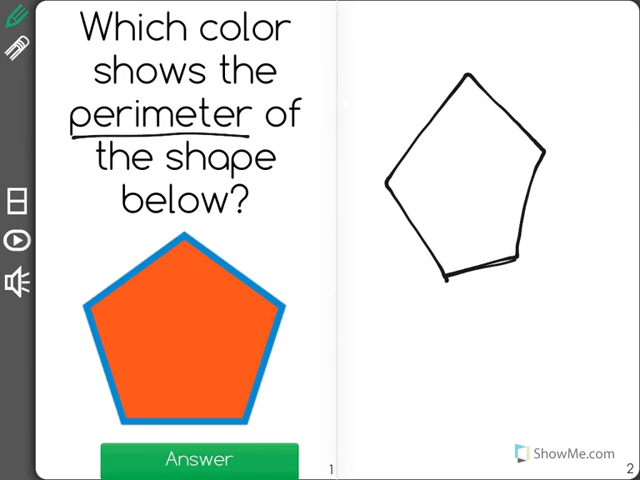 Which color
shows the
perimeter of
the shape
below?
Answer
1
ShowMe.com
2